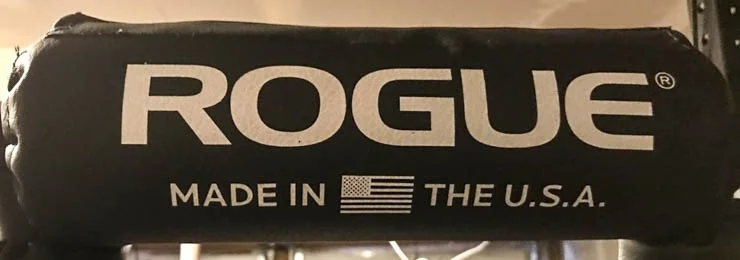 ROGUE®
MADE IN THE U.S.A.